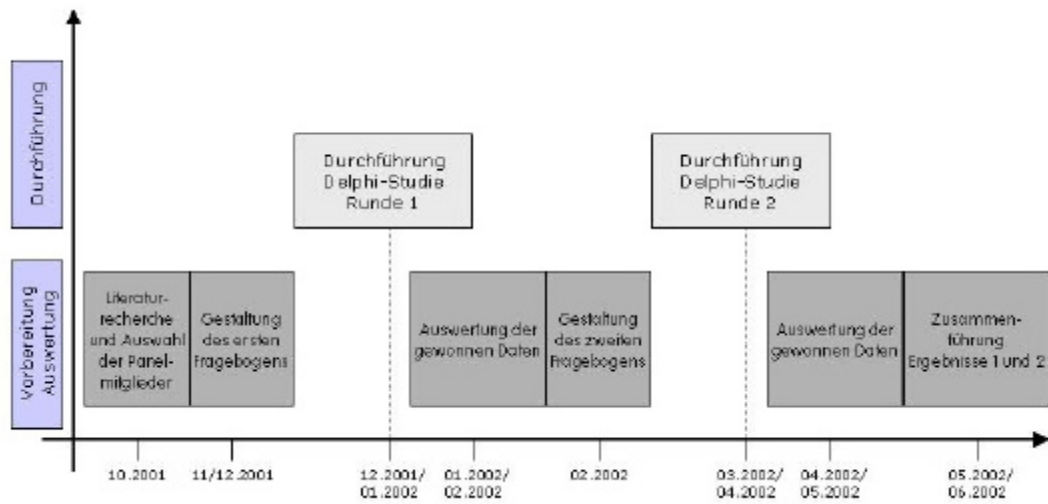 Durchführung
Durchführung
Delphi-Studie
Runde 1
Durchführung
Delphi-Studie
Runde 2
Vorbereitung
Auswertung
Literatur-
recherche
und Auswahl
der Panel-
mitglieder
Gestaltung
des ersten
Fragebogens
Auswertung der
gewonnen Daten
Gestaltung
des zweiten
Fragebogens
Auswertung der
gewonnen Daten
Zusammen-
führung
Ergebnisse 1 und 2
10.2001
11/12.2001
12.2001/
01.2002
01.2002/
02.2002
02.2002
03.2002/
04.2002
04.2002/
05.2002
05.2002/
06.2002